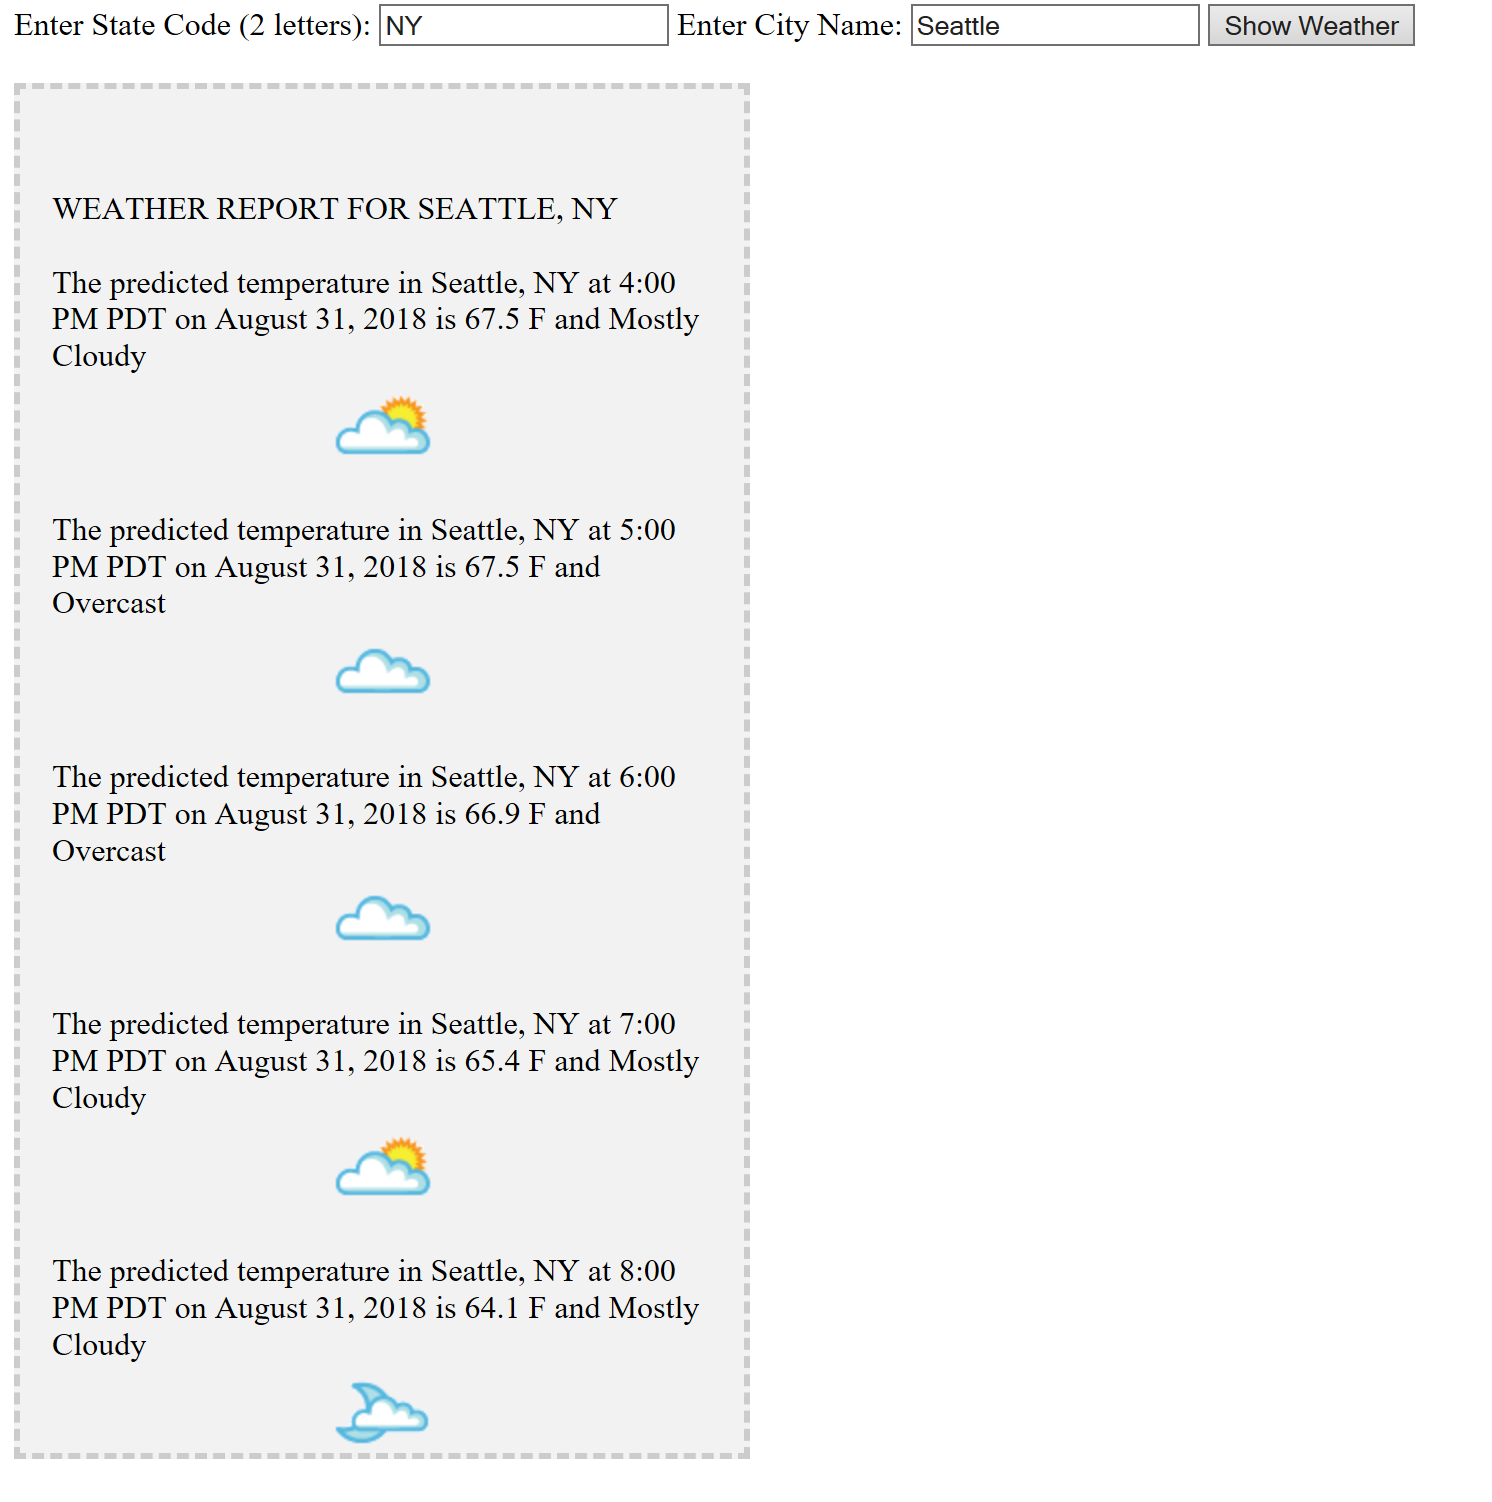 Enter State Code (2 letters): NY Enter City Name: Seattle Show Weather
WEATHER REPORT FOR SEATTLE, NY
The predicted temperature in Seattle, NY at 4:00
PM PDT on August 31, 2018 is 67.5 F and Mostly
Cloudy
The predicted temperature in Seattle, NY at 5:00
PM PDT on August 31, 2018 is 67.5 F and
Overcast
The predicted temperature in Seattle, NY at 6:00
PM PDT on August 31, 2018 is 66.9 F and
Overcast
The predicted temperature in Seattle, NY at 7:00
PM PDT on August 31, 2018 is 65.4 F and Mostly
Cloudy
The predicted temperature in Seattle, NY at 8:00
PM PDT on August 31, 2018 is 64.1 F and Mostly
Cloudy